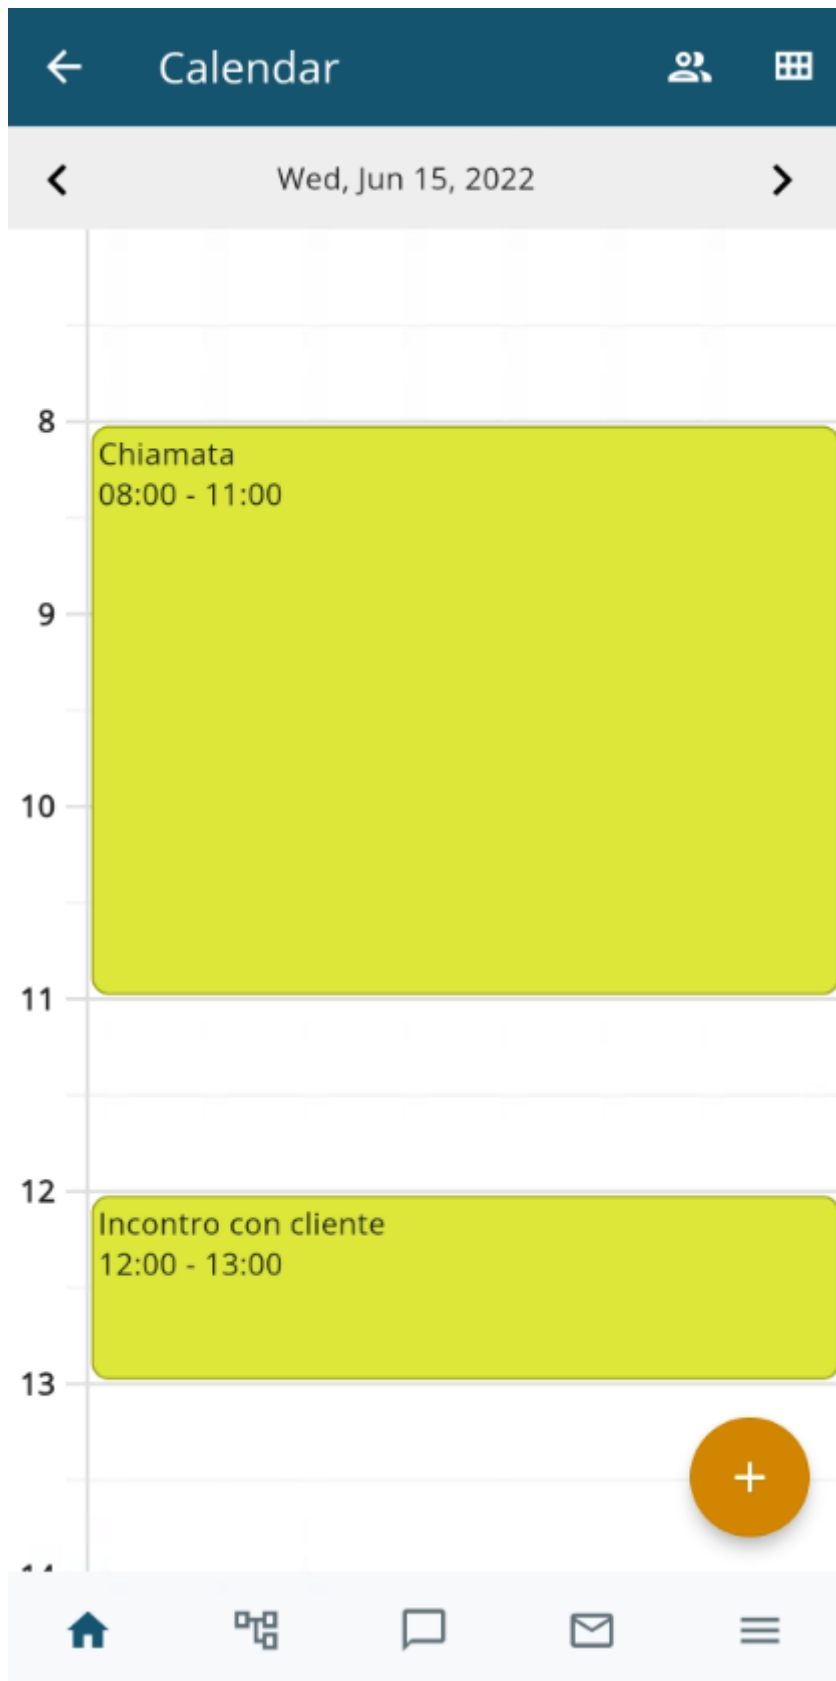 Calendar
Wed, Jun 15, 2022
8
Chiamata
08:00 - 11:00
9
10
11
12
Incontro con cliente
12:00 - 13:00
13